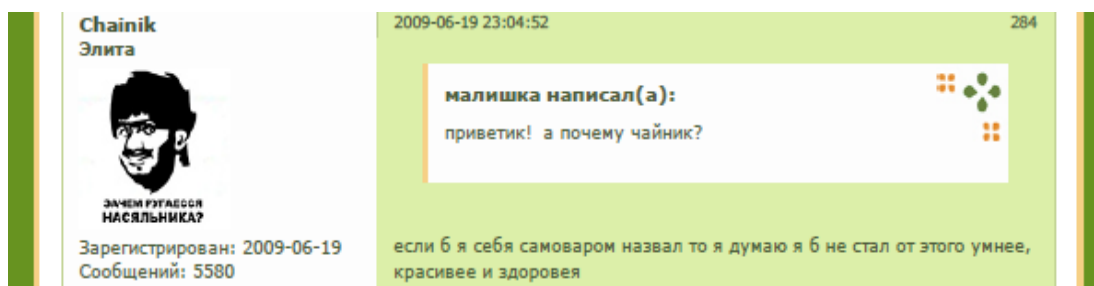 Chainik
Элита
ЗАЧЕМ РУГАЕССЯ
НАСЯЛЬНИКА?
Зарегистрирован: 2009-06-19
Сообщений: 5580
2009-06-19 23:04:52 284
малишка написал(а):
приветик! а почему чайник?
если б я себя самоваром назвал то я думаю я б не стал от этого умнее,
красивее и здоровея